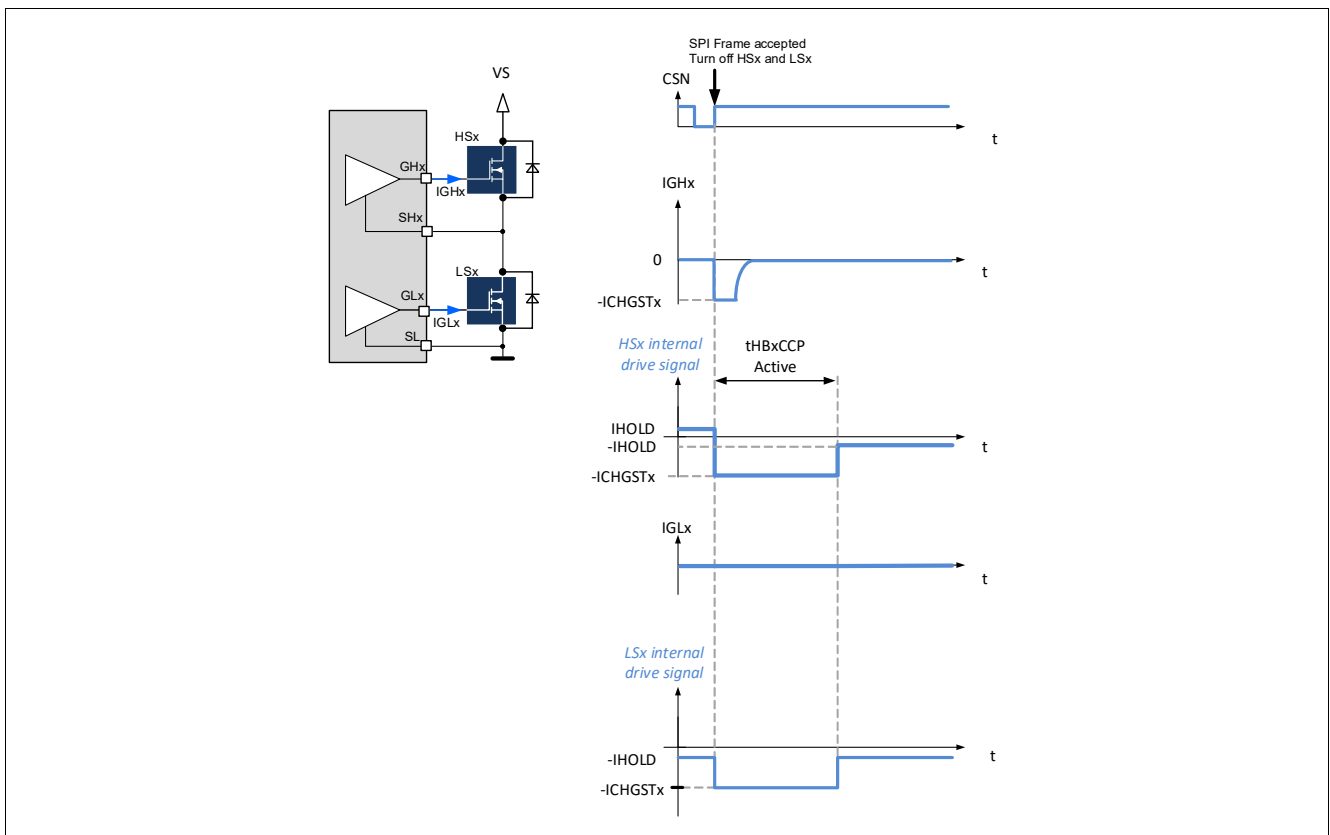 VS
HSx
GHx
IGHx
SHx
LSx
GLx
IGLx
SL
SPI Frame accepted
Turn off HSx and LSx
CSN
t
IGHx
0
t
-ICHGSTx
HSx internal
drive signal
tHBxCCP
Active
IHOLD
-IHOLD
t
-ICHGSTx
IGLx
t
LSx internal
drive signal
-IHOLD
t
-ICHGSTx